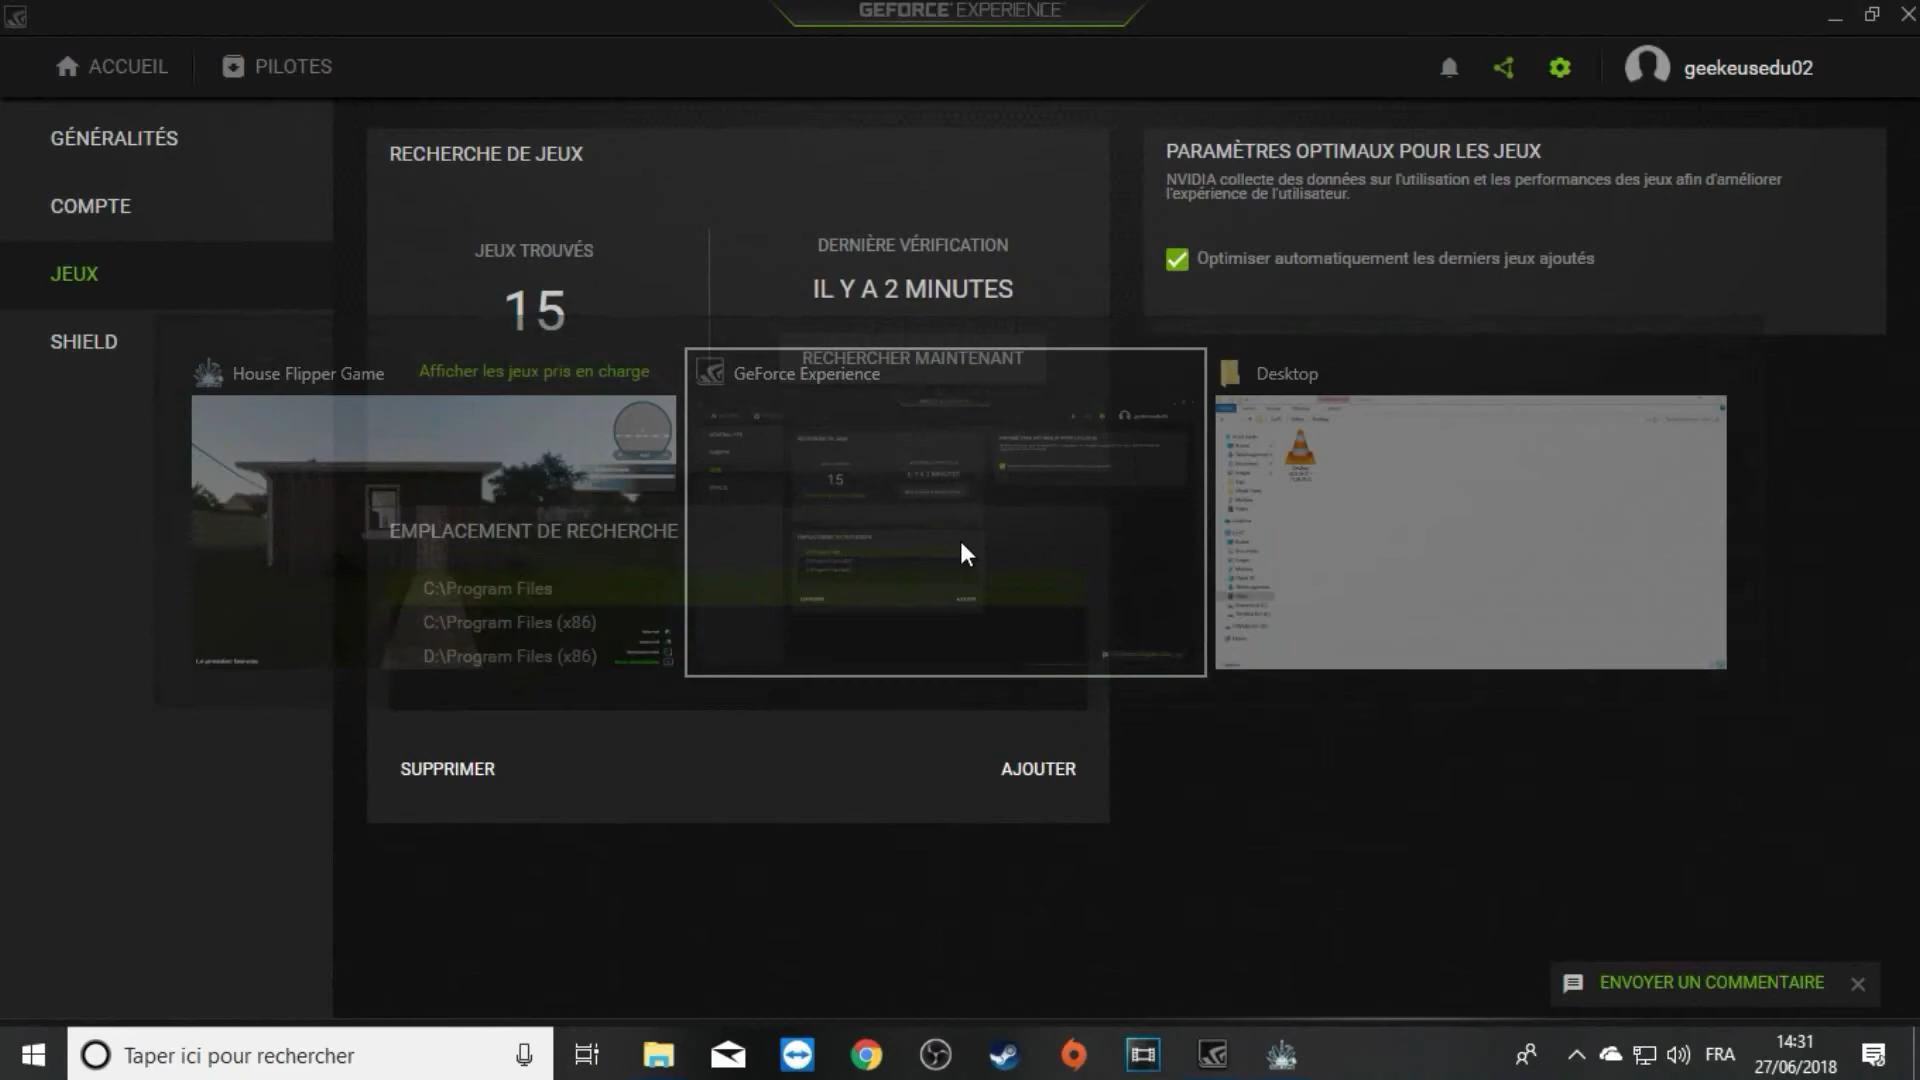 GEFORCE EXPERIENCE
ACCUEIL
PILOTES
geekeusedu02
GÉNÉRALITÉS
COMPTE
JEUX
SHIELD
RECHERCHE DE JEUX
JEUX TROUVÉS
15
Afficher les jeux pris en charge
DERNIÈRE VÉRIFICATION
IL Y A 2 MINUTES
RECHERCHER MAINTENANT
PARAMÈTRES OPTIMAUX POUR LES JEUX
NVIDIA collecte des données sur l'utilisation et les performances des jeux afin d'améliorer
l'expérience de l'utilisateur.
Optimiser automatiquement les derniers jeux ajoutés
House Flipper Game
GeForce Experience
15
Desktop
EMPLACEMENT DE RECHERCHE
C:\Program Files
C:\Program Files (x86)
D:\Program Files (x86)
SUPPRIMER
AJOUTER
ENVOYER UN COMMENTAIRE
Taper ici pour rechercher
FRA
14:31
27/06/2018